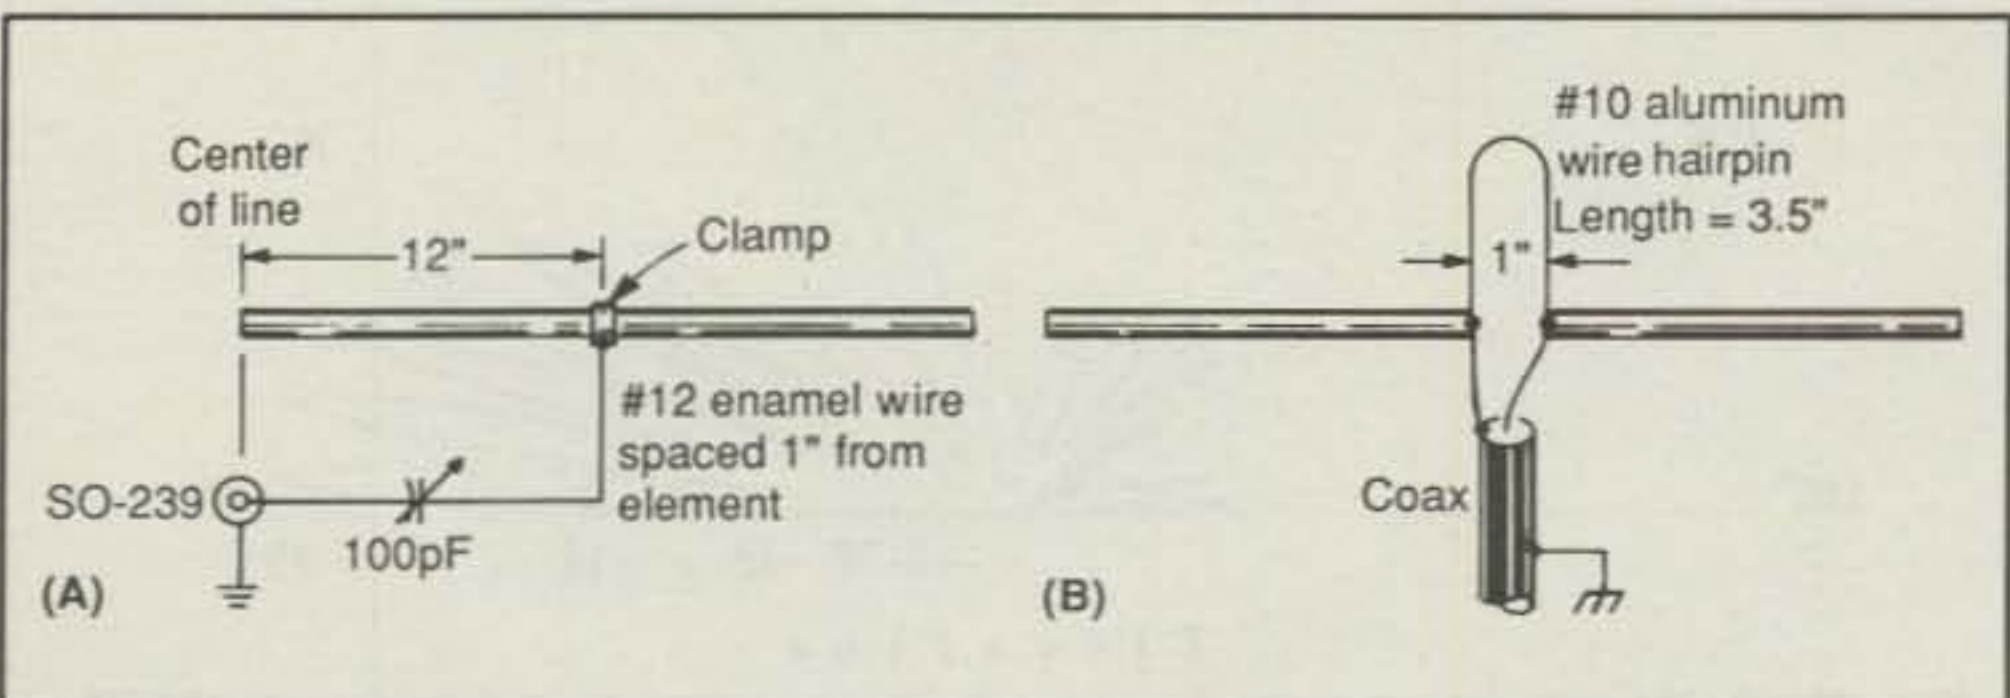 Center
of line
12"
Clamp
#12 enamel wire
spaced 1" from
element
SO-239
100pF
(A)
#10 aluminum
wire hairpin
Length = 3.5"
1"
Coax
(B)